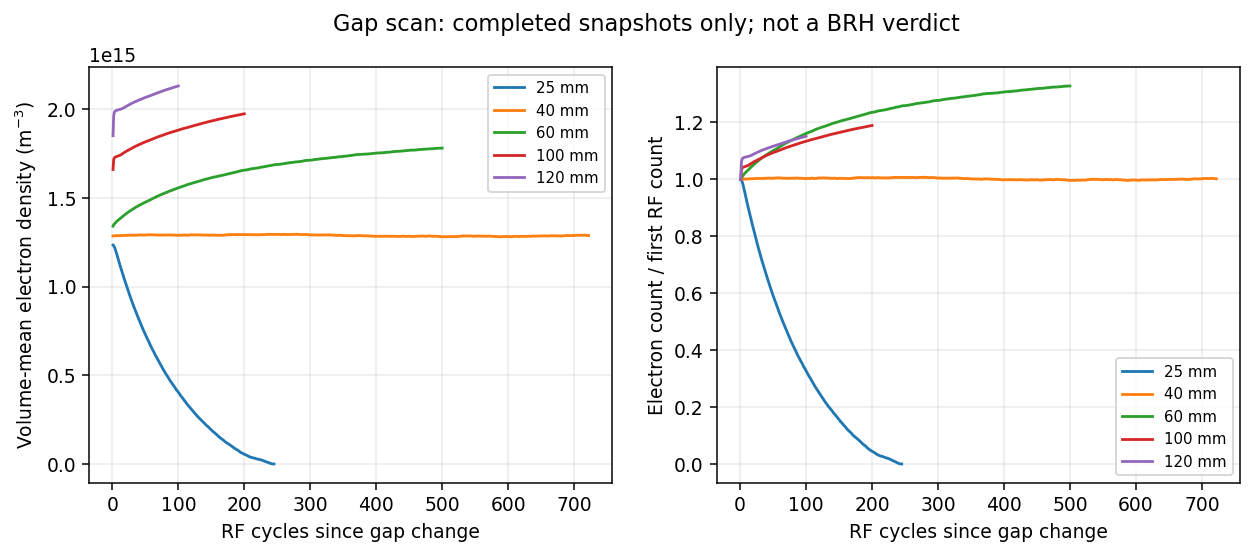 Gap scan: completed snapshots only; not a BRH verdict
1e15
Volume-mean electron density (m⁻³)
2.0
1.5
1.0
0.5
0.0
0 100 200 300 400 500 600 700
RF cycles since gap change
25 mm
40 mm
60 mm
100 mm
120 mm
Electron count / first RF count
1.2
1.0
0.8
0.6
0.4
0.2
0.0
0 100 200 300 400 500 600 700
RF cycles since gap change
25 mm
40 mm
60 mm
100 mm
120 mm